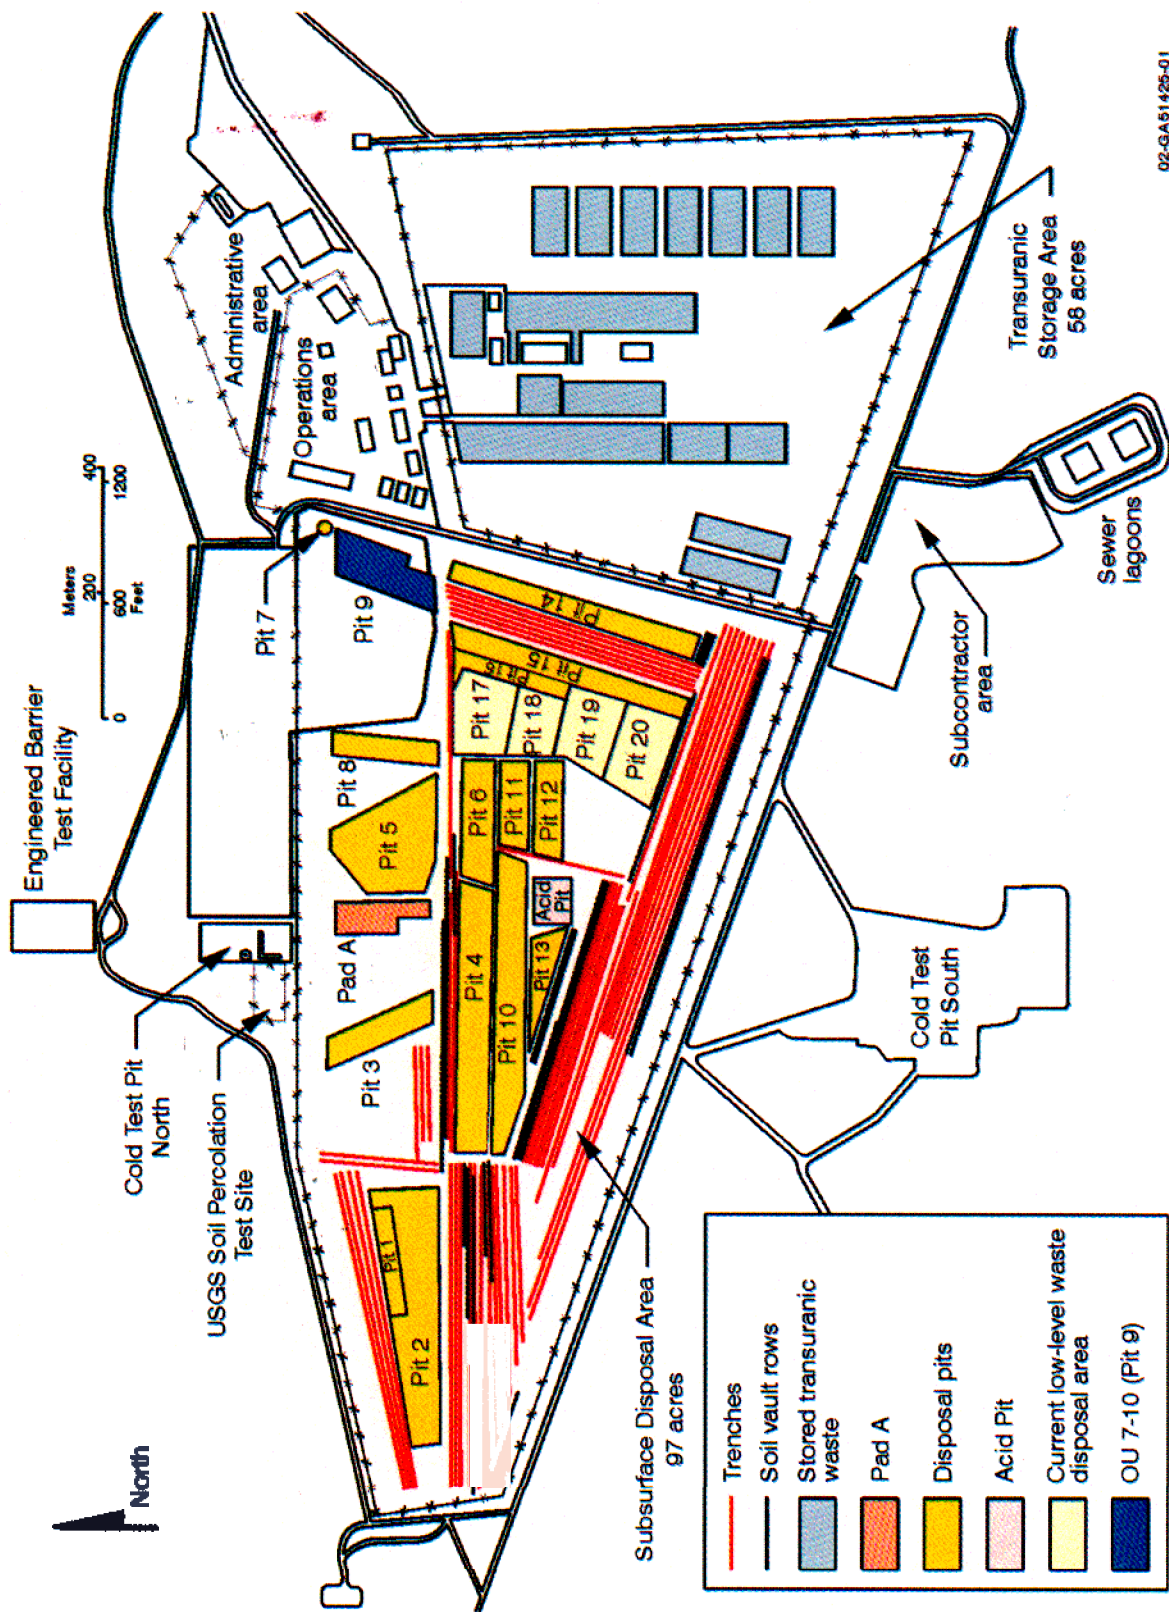 Engineered Barrier
Test Facility
Meters
0 200 400
0 600 1200
Feet
Cold Test Pit
North
USGS Soil Percolation
Test Site
Administrative
area
Operations
area
Pit 7
Pit 9
Pit 8
Pit 5
Pad A
Pit 3
Pit 1
Pit 2
Pit 4
Pit 6
Pit 10
Pit 11
Pit 12
Pit 13
Acid
Pit
Pit 14
Pit 15
Pit 16
Pit 17
Pit 18
Pit 19
Pit 20
North
Subsurface Disposal Area
97 acres
Transuranic
Storage Area
58 acres
Subcontractor
area
Sewer
lagoons
Cold Test
Pit South
Trenches
Soil vault rows
Stored transuranic
waste
Pad A
Disposal pits
Acid Pit
Current low-level waste
disposal area
OU 7-10 (Pit 9)
02-GA51425-01